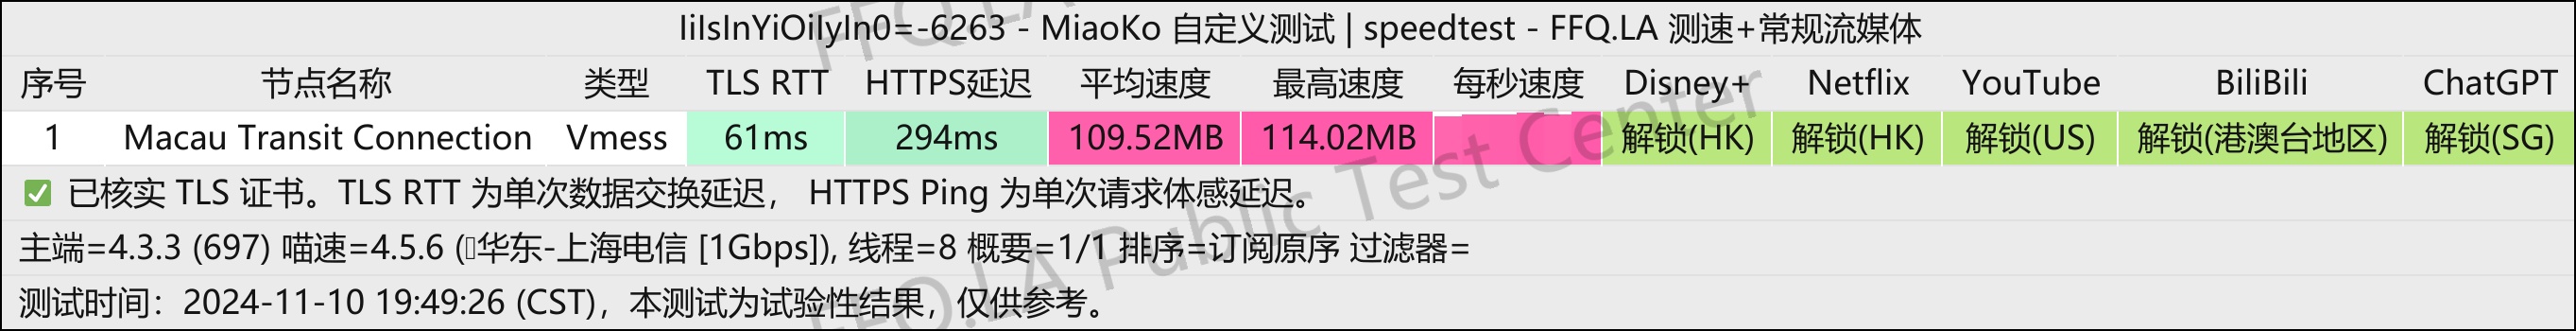 IiIsInYiOiIyIn0=-6263 - MiaoKo 自定义测试 | speedtest - FFQ.LA 测速+常规流媒体
序号 节点名称 类型 TLS RTT HTTPS延迟 平均速度 最高速度 每秒速度 Disney+ Netflix YouTube BiliBili ChatGPT
1 Macau Transit Connection Vmess 61ms 294ms 109.52MB 114.02MB 解锁(HK) 解锁(HK) 解锁(US) 解锁(港澳台地区) 解锁(SG)
✅ 已核实 TLS 证书。TLS RTT 为单次数据交换延迟， HTTPS Ping 为单次请求体感延迟。
主端=4.3.3 (697) 喵速=4.5.6 (华东-上海电信 [1Gbps]), 线程=8 概要=1/1 排序=订阅原序 过滤器=
测试时间：2024-11-10 19:49:26 (CST)，本测试为试验性结果，仅供参考。
FFQ.LA
FFQ.LA Public Test Center